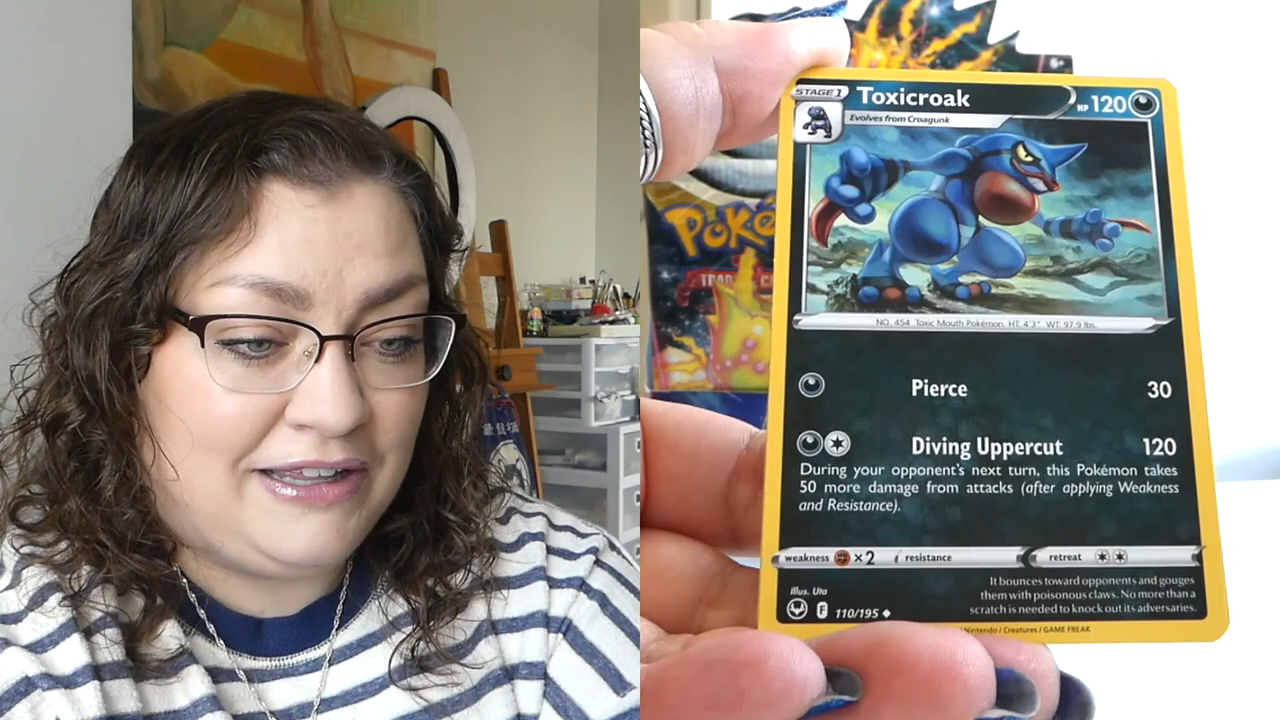 6+
STAGE 1
Toxicroak
HP 120
Evolves from Croagunk
Poké
NO. 454 Toxic Mouth Pokémon HT: 4'3" WT: 97.9 lbs.
Pierce 30
Diving Uppercut 120
During your opponent's next turn, this Pokémon takes
50 more damage from attacks (after applying Weakness
and Resistance).
weakness ×2 resistance retreat
Illus. Uta
It bounces toward opponents and gouges
them with poisonous claws. No more than a
scratch is needed to knock out its adversaries.
F 110/195
Nintendo / Creatures / GAME FREAK